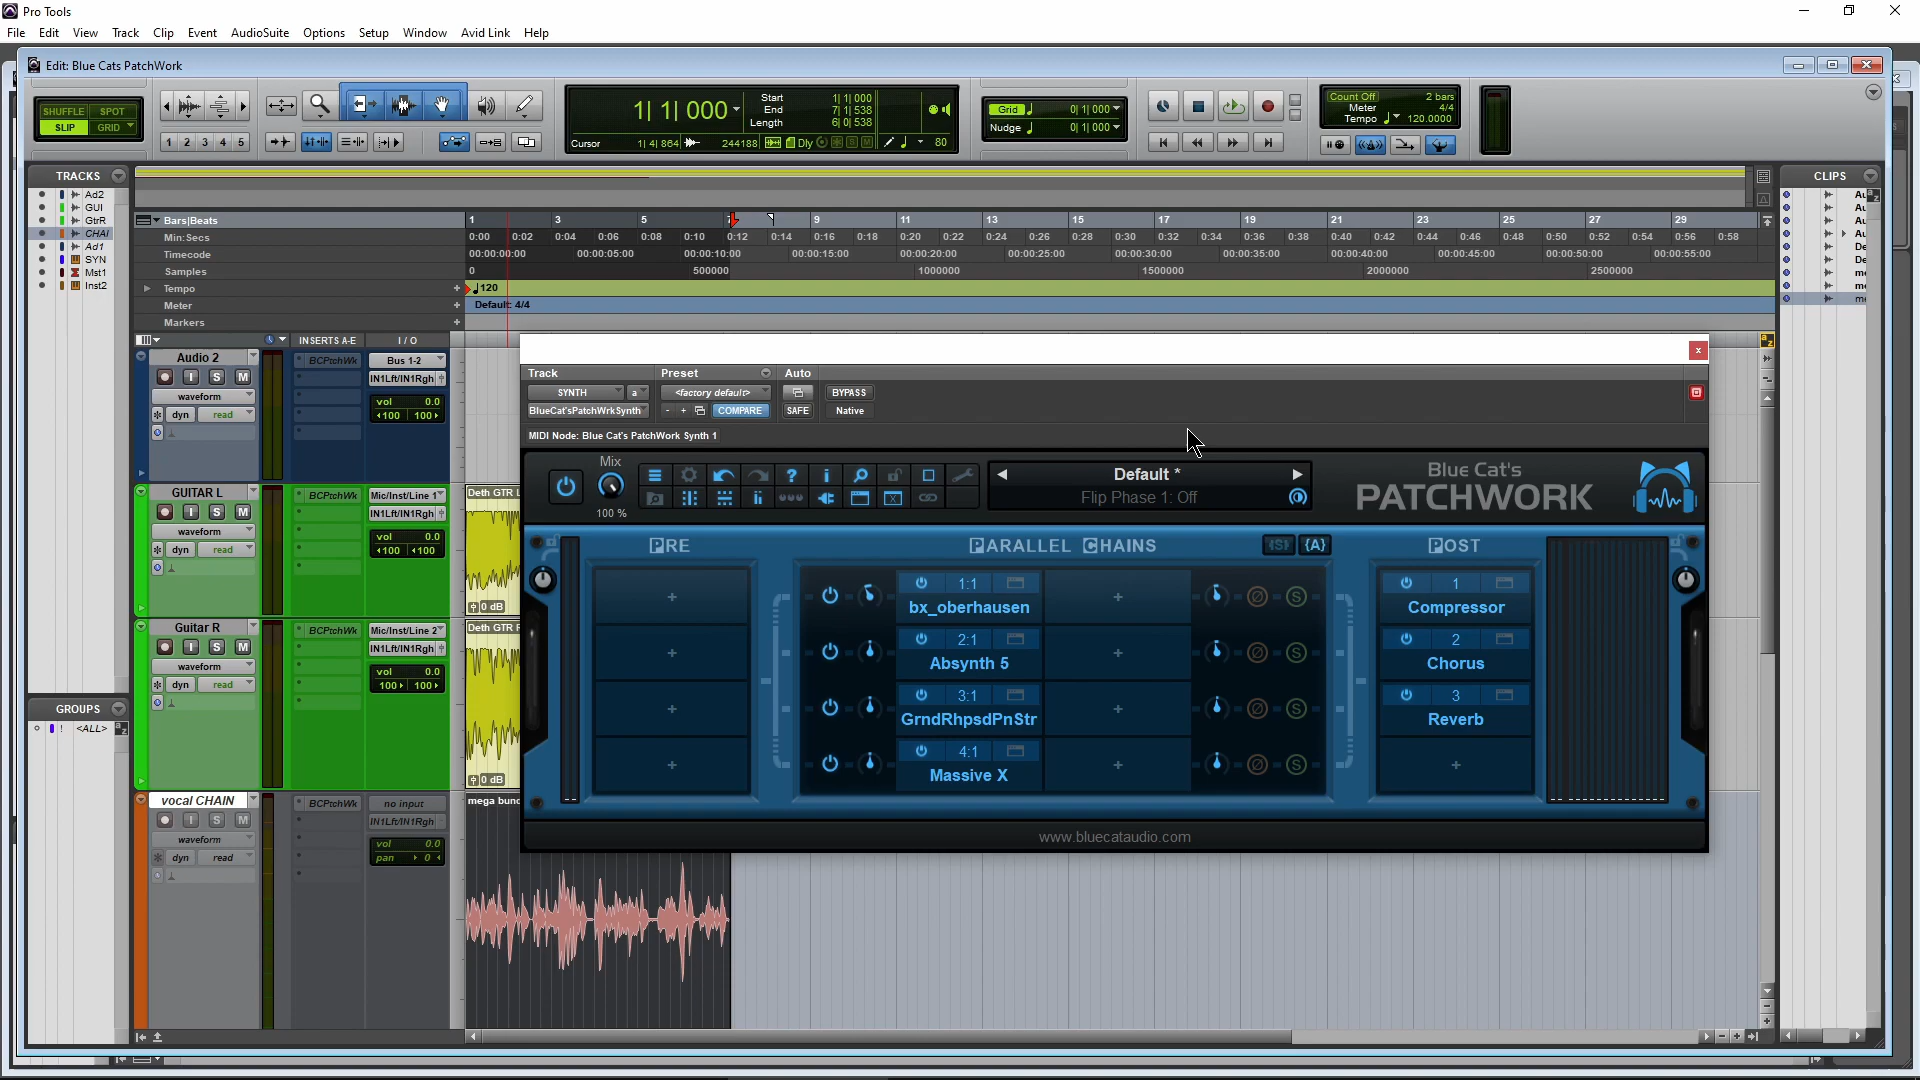 Pro Tools
File Edit View Track Clip Event AudioSuite Options Setup Window Avid Link Help
Edit: Blue Cats PatchWork
SHUFFLE SPOT
SLIP GRID
1 2 3 4 5
1| 1| 000
Start 1| 1| 000
End 7| 1| 538
Length 6| 0| 538
Cursor 1| 4| 864 244188 Dly 80
Grid 0| 1| 000
Nudge 0| 1| 000
Count Off 2 bars
Meter 4/4
Tempo 120.0000
TRACKS
Ad2
GUI
GtrR
CHAI
Ad1
SYN
Mst1
Inst2
GROUPS
! <ALL>
CLIPS
Bars|Beats 1 3 5 9 11 13 15 17 19 21 23 25 27 29
Min:Secs 0:00 0:02 0:04 0:06 0:08 0:10 0:12 0:14 0:16 0:18 0:20 0:22 0:24 0:26 0:28 0:30 0:32 0:34 0:36 0:38 0:40 0:42 0:44 0:46 0:48 0:50 0:52 0:54 0:56 0:58
Timecode 00:00:00:00 00:00:05:00 00:00:10:00 00:00:15:00 00:00:20:00 00:00:25:00 00:00:30:00 00:00:35:00 00:00:40:00 00:00:45:00 00:00:50:00 00:00:55:00
Samples 0 500000 1000000 1500000 2000000 2500000
Tempo 120
Meter Default: 4/4
Markers
INSERTS A-E I / O
Audio 2 BCPtchWk Bus 1-2
I S M IN1Lft/IN1Rgh
waveform vol 0.0
dyn read 100 100
GUITAR L BCPtchWk Mic/Inst/Line 1
I S M IN1Lft/IN1Rgh
waveform vol 0.0
dyn read 100 100
Deth GTR L
0 dB
Guitar R BCPtchWk Mic/Inst/Line 2
I S M IN1Lft/IN1Rgh
waveform vol 0.0
dyn read 100 100
Deth GTR R
0 dB
vocal CHAIN BCPtchWk no input
I S M IN1Lft/IN1Rgh
waveform vol 0.0
dyn read pan 0
mega bund
Track Preset Auto
SYNTH a <factory default> BYPASS
BlueCat'sPatchWrkSynth - + COMPARE SAFE Native
MIDI Node: Blue Cat's PatchWork Synth 1
Mix
100 %
Default *
Flip Phase 1: Off
Blue Cat's
PATCHWORK
PRE PARALLEL CHAINS {S} {A} POST
1:1 bx_oberhausen
2:1 Absynth 5
3:1 GrndRhpsdPnStr
4:1 Massive X
1 Compressor
2 Chorus
3 Reverb
www.bluecataudio.com